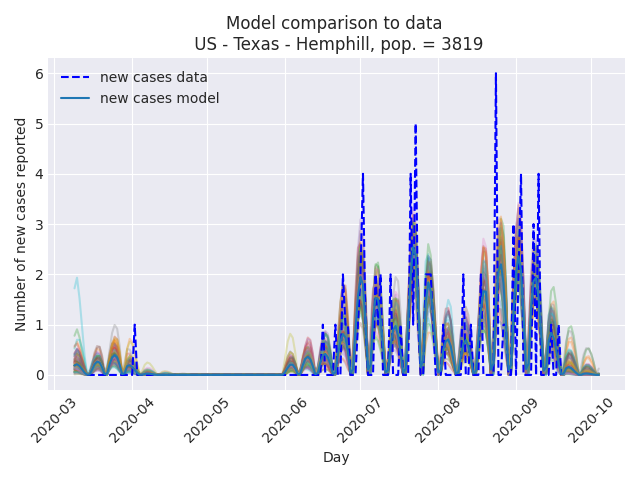 Model comparison to data
US - Texas - Hemphill, pop. = 3819
new cases data
new cases model
Number of new cases reported
6
5
4
3
2
1
0
2020-03
2020-04
2020-05
2020-06
2020-07
2020-08
2020-09
2020-10
Day